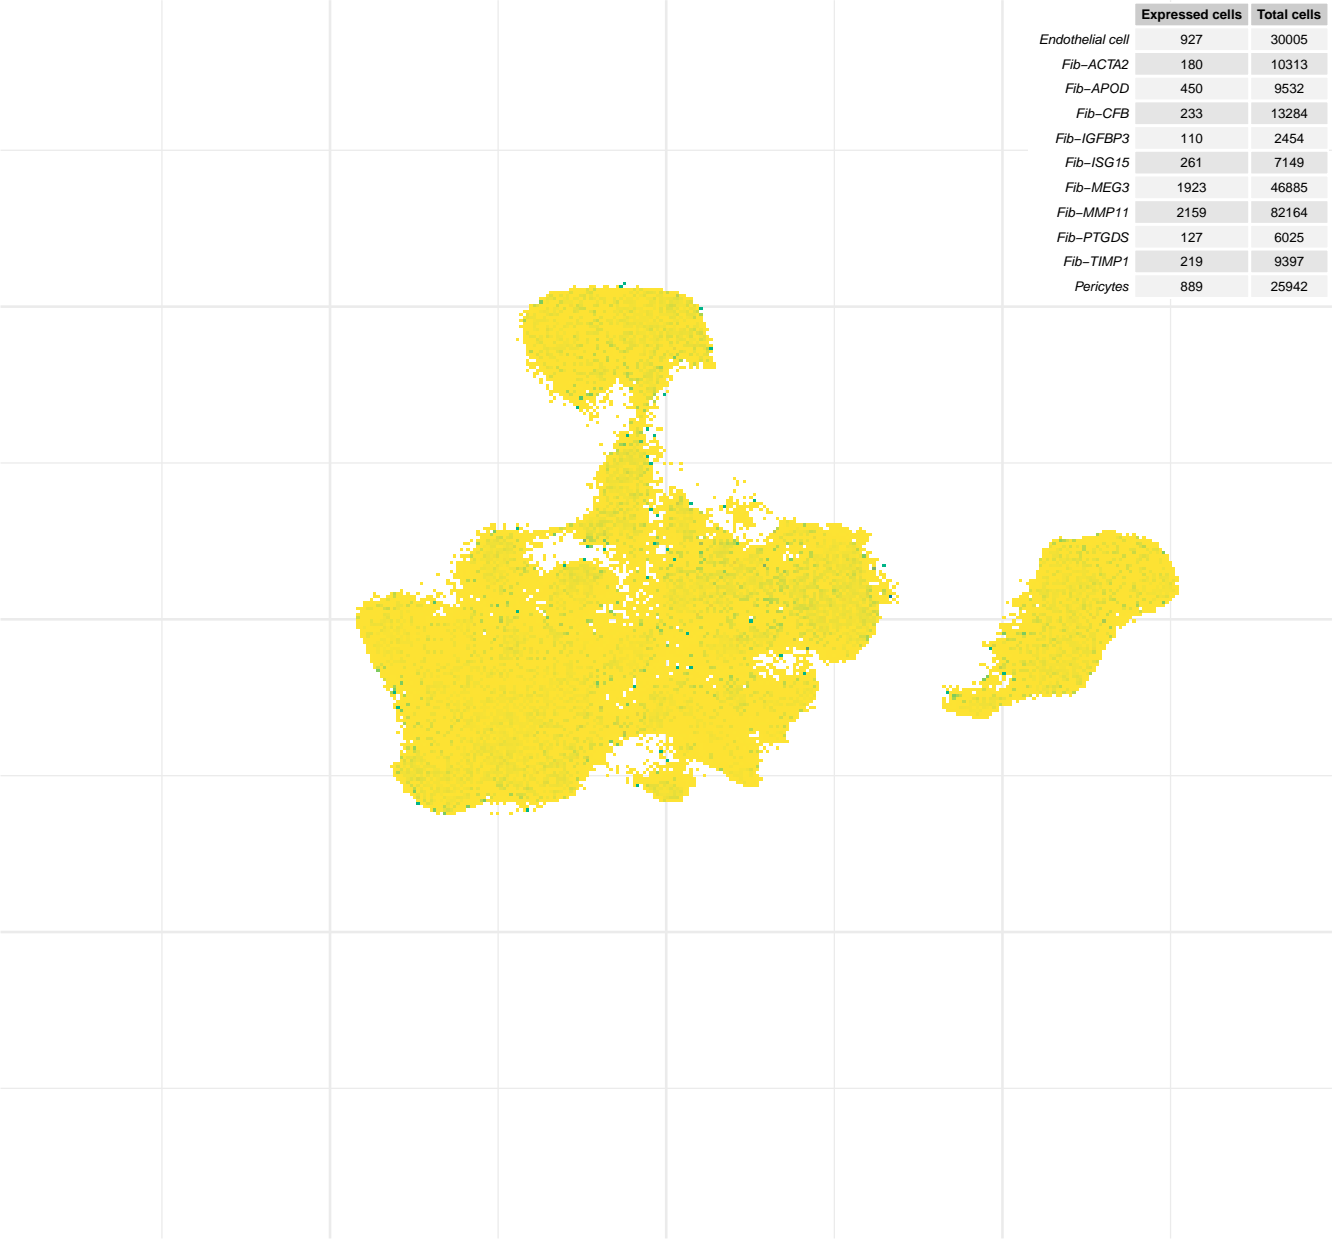 Expressed cells Total cells
Endothelial cell 927 30005
Fib−ACTA2 180 10313
Fib−APOD 450 9532
Fib−CFB 233 13284
Fib−IGFBP3 110 2454
Fib−ISG15 261 7149
Fib−MEG3 1923 46885
Fib−MMP11 2159 82164
Fib−PTGDS 127 6025
Fib−TIMP1 219 9397
Pericytes 889 25942